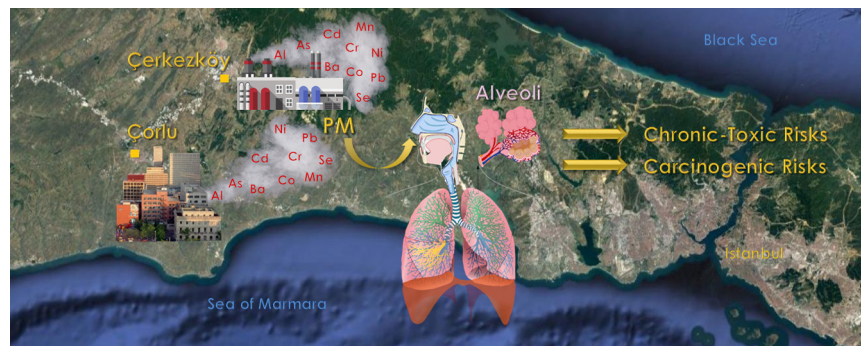 Black Sea
Çerkezköy
Al
As
Cd
Mn
Cr
Ni
Ba
Co
Pb
Se
PM
Alveoli
Chronic-Toxic Risks
Carcinogenic Risks
Çorlu
Ni
Pb
Cd
Cr
Se
As
Ba
Co
Mn
Al
Istanbul
Sea of Marmara